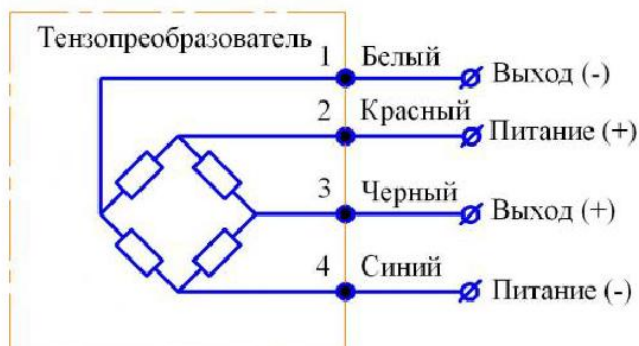 Тензопреобразователь
1 Белый Выход (-)
2 Красный Питание (+)
3 Черный Выход (+)
4 Синий Питание (-)